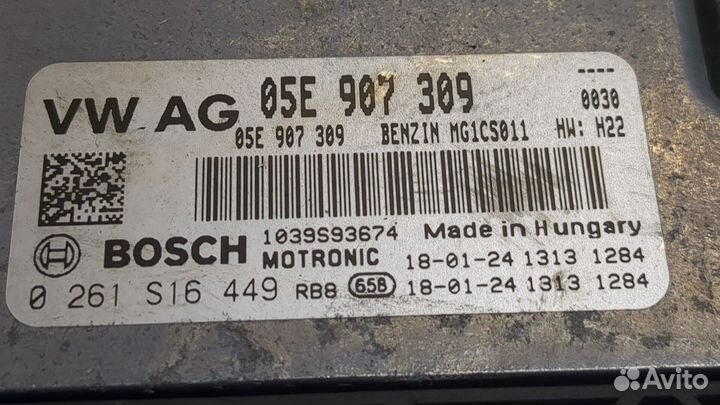 VW AG 05E 907 309 ----
05E 907 309 BENZIN MG1CS011 0030
HW: H22
BOSCH 1039S93674 Made in Hungary
MOTRONIC 18-01-24 1313 1284
0 261 S16 449 RB8 65B 18-01-24 1313 1284
Avito